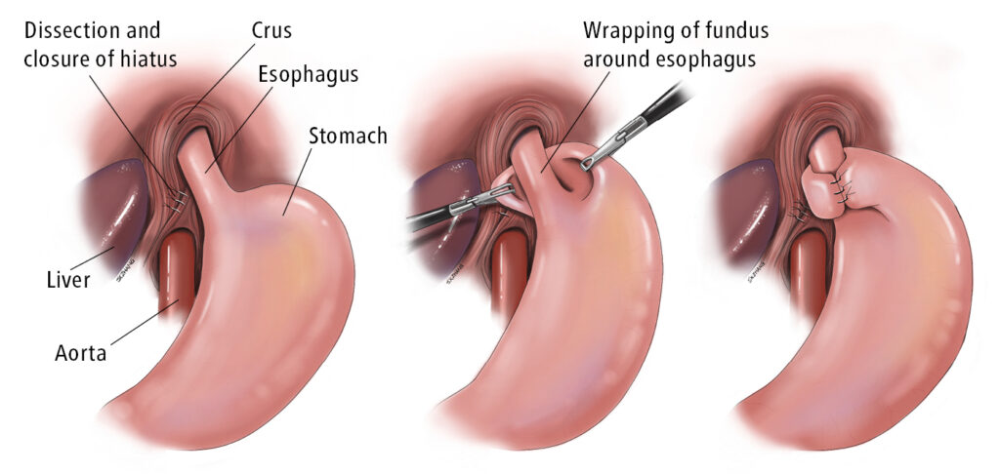 Dissection and
closure of hiatus
Crus
Esophagus
Stomach
Liver
Aorta
Wrapping of fundus
around esophagus